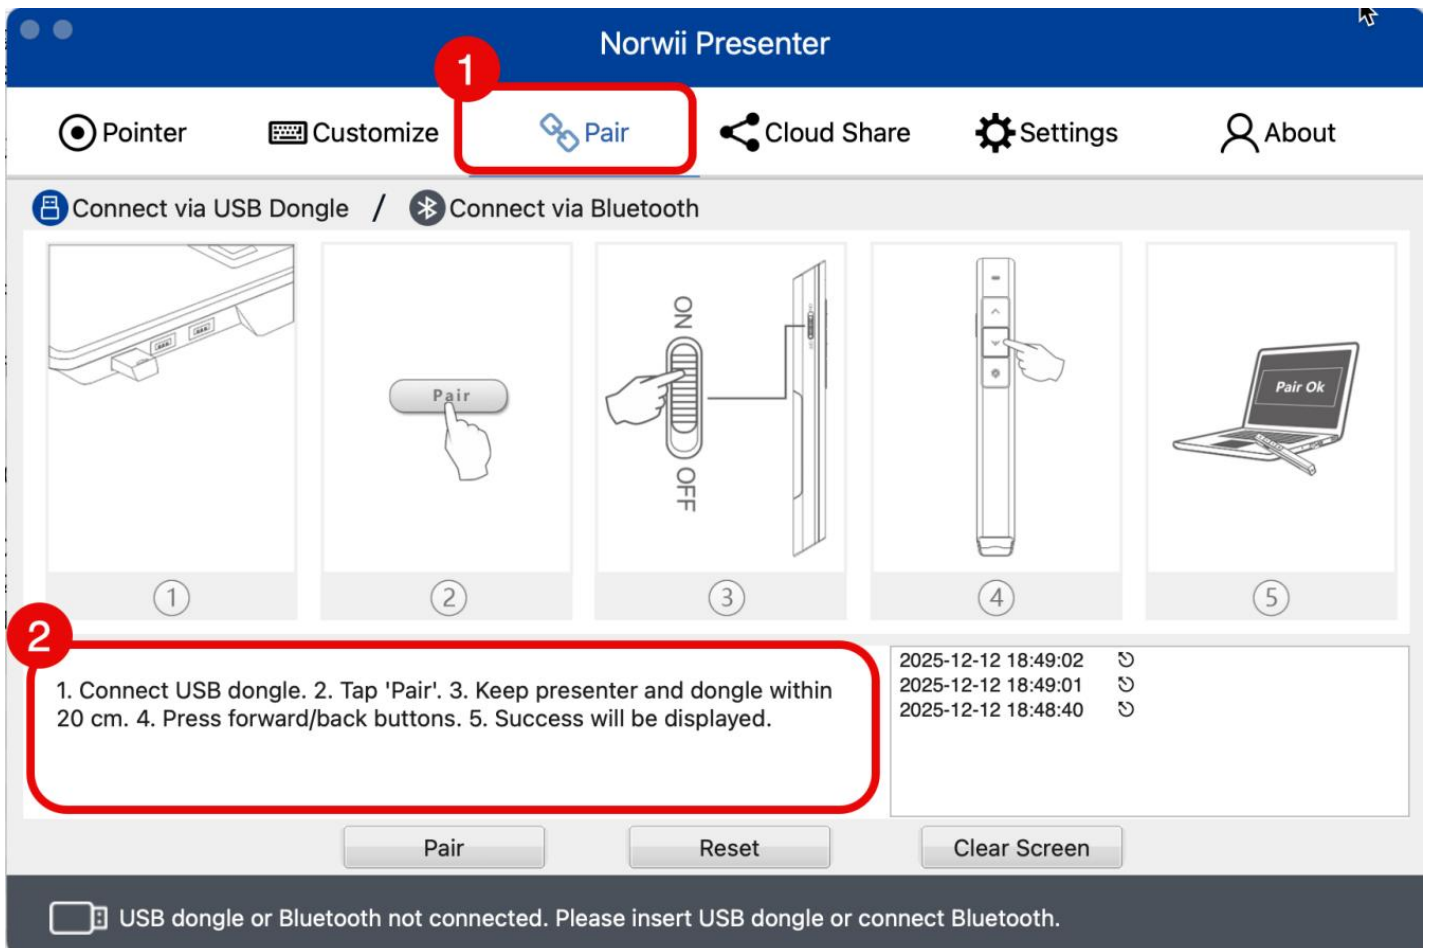 Norwii Presenter
1
Pointer Customize Pair Cloud Share Settings About
Connect via USB Dongle / Connect via Bluetooth
Pair
ON
OFF
Pair Ok
1 2 3 4 5
2
1. Connect USB dongle. 2. Tap 'Pair'. 3. Keep presenter and dongle within
20 cm. 4. Press forward/back buttons. 5. Success will be displayed.
2025-12-12 18:49:02
2025-12-12 18:49:01
2025-12-12 18:48:40
Pair Reset Clear Screen
USB dongle or Bluetooth not connected. Please insert USB dongle or connect Bluetooth.